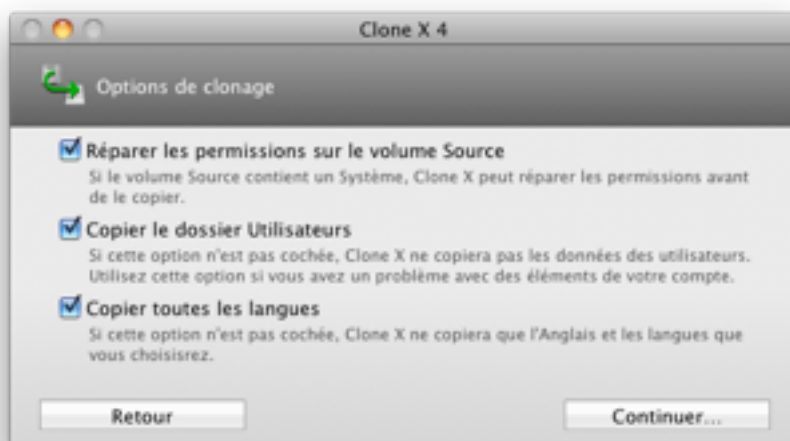 Clone X 4
Options de clonage
Réparer les permissions sur le volume Source
Si le volume Source contient un Système, Clone X peut réparer les permissions avant
de le copier.
Copier le dossier Utilisateurs
Si cette option n'est pas cochée, Clone X ne copiera pas les données des utilisateurs.
Utilisez cette option si vous avez un problème avec des éléments de votre compte.
Copier toutes les langues
Si cette option n'est pas cochée, Clone X ne copiera que l'Anglais et les langues que
vous choisisrez.
Retour
Continuer...